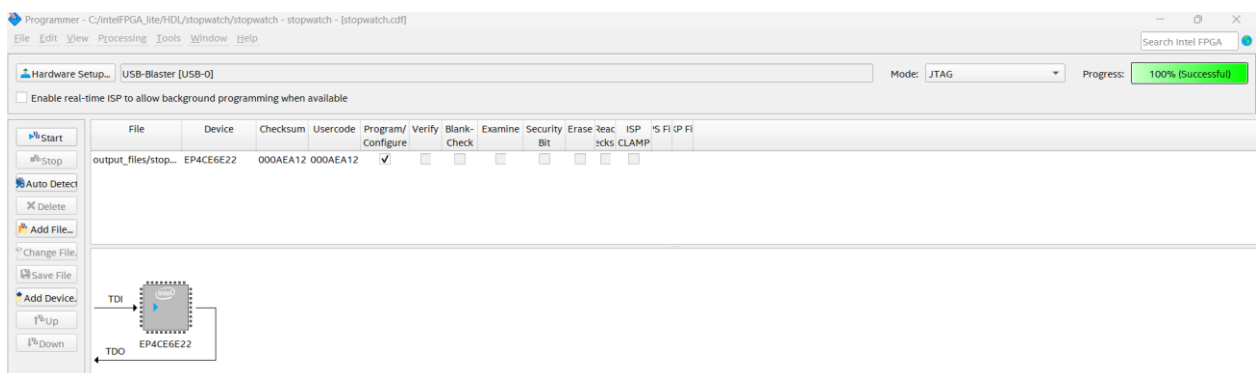 Programmer - C:/intelFPGA_lite/HDL/stopwatch/stopwatch - stopwatch - [stopwatch.cdf]
File Edit View Processing Tools Window Help
Search Intel FPGA
Hardware Setup... USB-Blaster [USB-0] Mode: JTAG Progress: 100% (Successful)
Enable real-time ISP to allow background programming when available
File Device Checksum Usercode Program/ Verify Blank- Examine Security Erase ISP
Configure Check Bit CLAMP
Start
output_files/stop... EP4CE6E22 000AEA12 000AEA12
Stop
Auto Detect
Delete
Add File...
Change File.
Save File
Add Device.
Up
Down
TDI
intel
EP4CE6E22
TDO